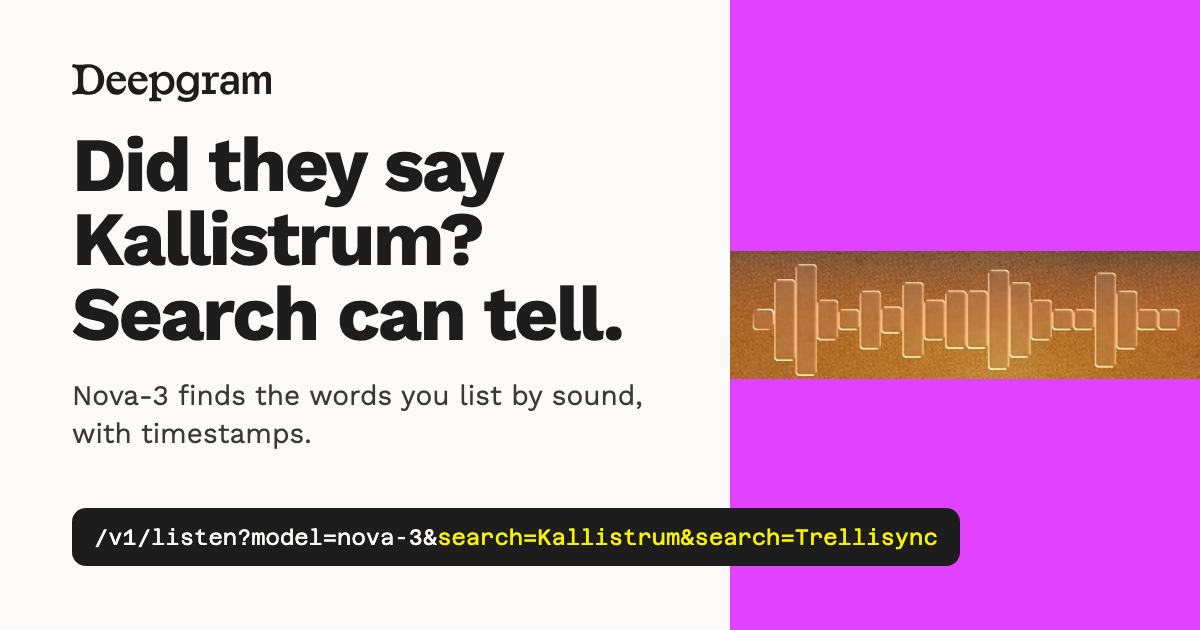 Deepgram
Did they say
Kallistrum?
Search can tell.
Nova-3 finds the words you list by sound,
with timestamps.
/v1/listen?model=nova-3&search=Kallistrum&search=Trellisync